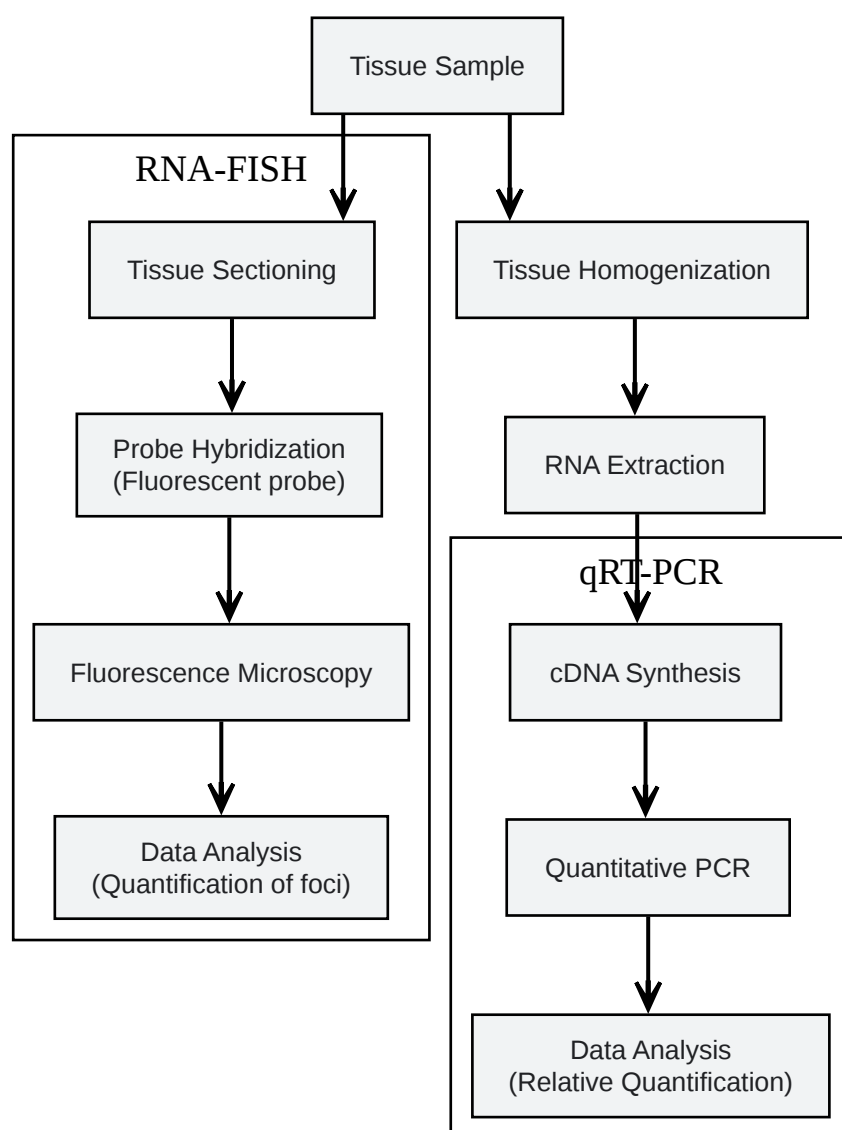 Tissue Sample
RNA-FISH
Tissue Sectioning
Probe Hybridization
(Fluorescent probe)
Fluorescence Microscopy
Data Analysis
(Quantification of foci)
Tissue Homogenization
RNA Extraction
qRT-PCR
cDNA Synthesis
Quantitative PCR
Data Analysis
(Relative Quantification)